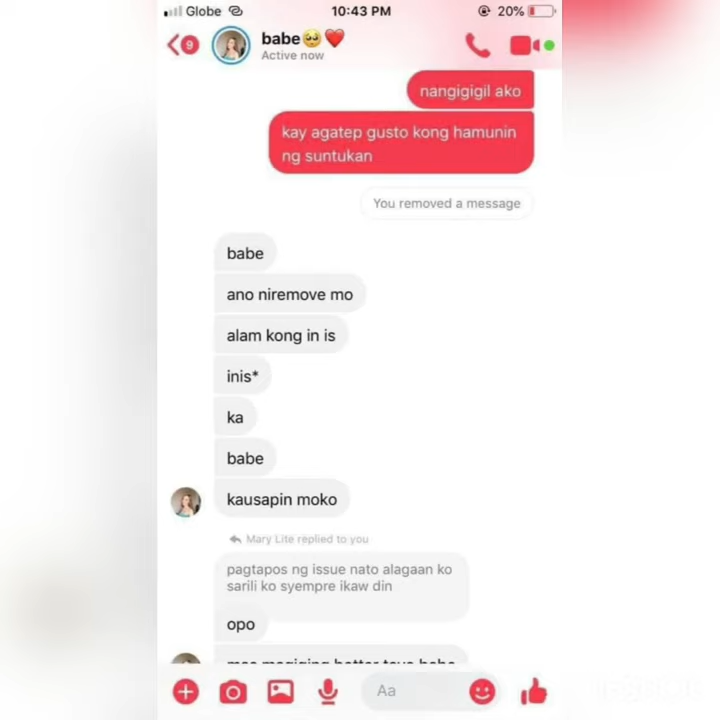 Globe 10:43 PM 20%
9 babe
Active now
nangigigil ako
kay agatep gusto kong hamunin
ng suntukan
You removed a message
babe
ano niremove mo
alam kong in is
inis*
ka
babe
kausapin moko
Mary Lite replied to you
pagtapos ng issue nato alagaan ko
sarili ko syempre ikaw din
opo
Aa